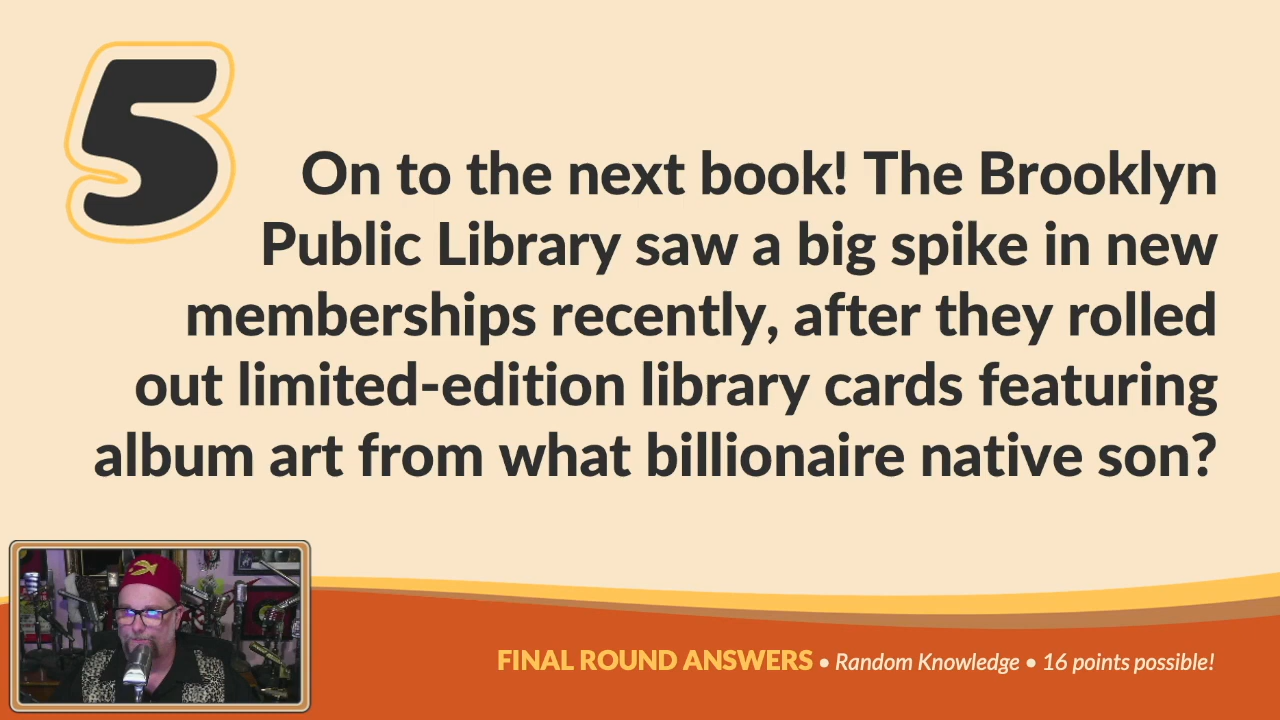 5
On to the next book! The Brooklyn
Public Library saw a big spike in new
memberships recently, after they rolled
out limited-edition library cards featuring
album art from what billionaire native son?
FINAL ROUND ANSWERS • Random Knowledge • 16 points possible!